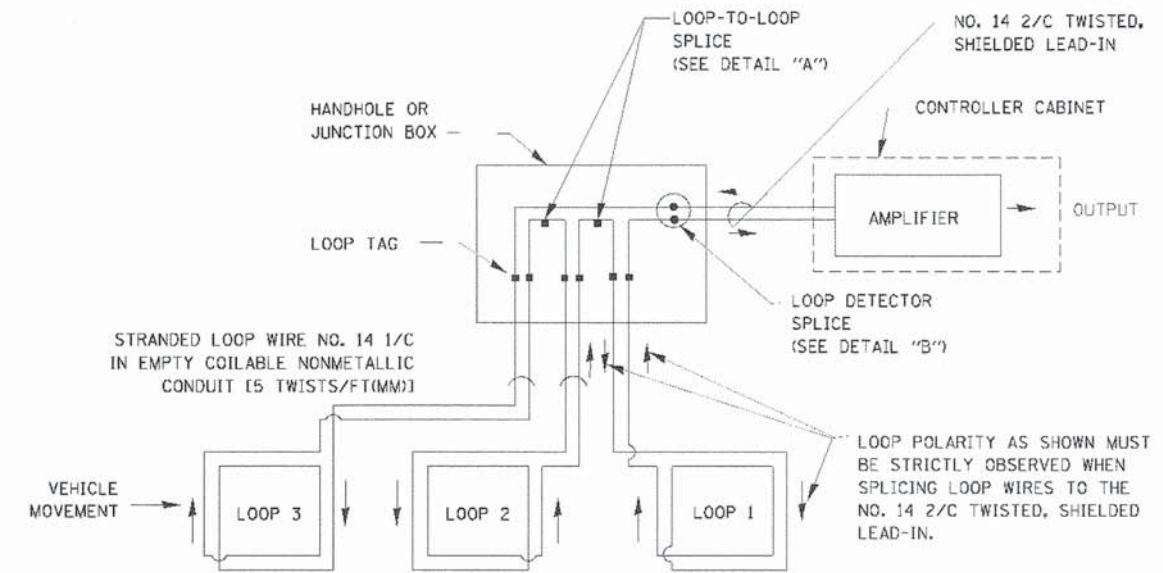 LOOP-TO-LOOP
SPLICE
(SEE DETAIL "A")
NO. 14 2/C TWISTED,
SHIELDED LEAD-IN
HANDHOLE OR
JUNCTION BOX
CONTROLLER CABINET
AMPLIFIER
OUTPUT
LOOP TAG
LOOP DETECTOR
SPLICE
(SEE DETAIL "B")
STRANDED LOOP WIRE NO. 14 1/C
IN EMPTY COILABLE NONMETALLIC
CONDUIT [5 TWISTS/FT(MM)]
LOOP POLARITY AS SHOWN MUST
BE STRICTLY OBSERVED WHEN
SPLICING LOOP WIRES TO THE
NO. 14 2/C TWISTED, SHIELDED
LEAD-IN.
VEHICLE
MOVEMENT
LOOP 3
LOOP 2
LOOP 1